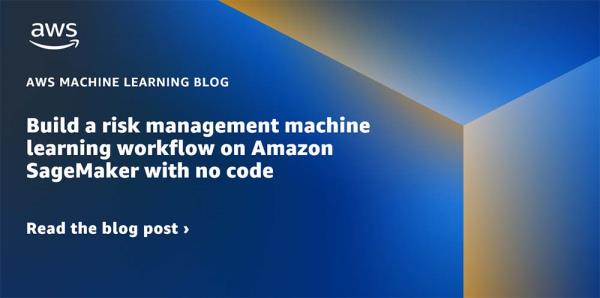 aws
AWS MACHINE LEARNING BLOG
Build a risk management machine
learning workflow on Amazon
SageMaker with no code
Read the blog post ›